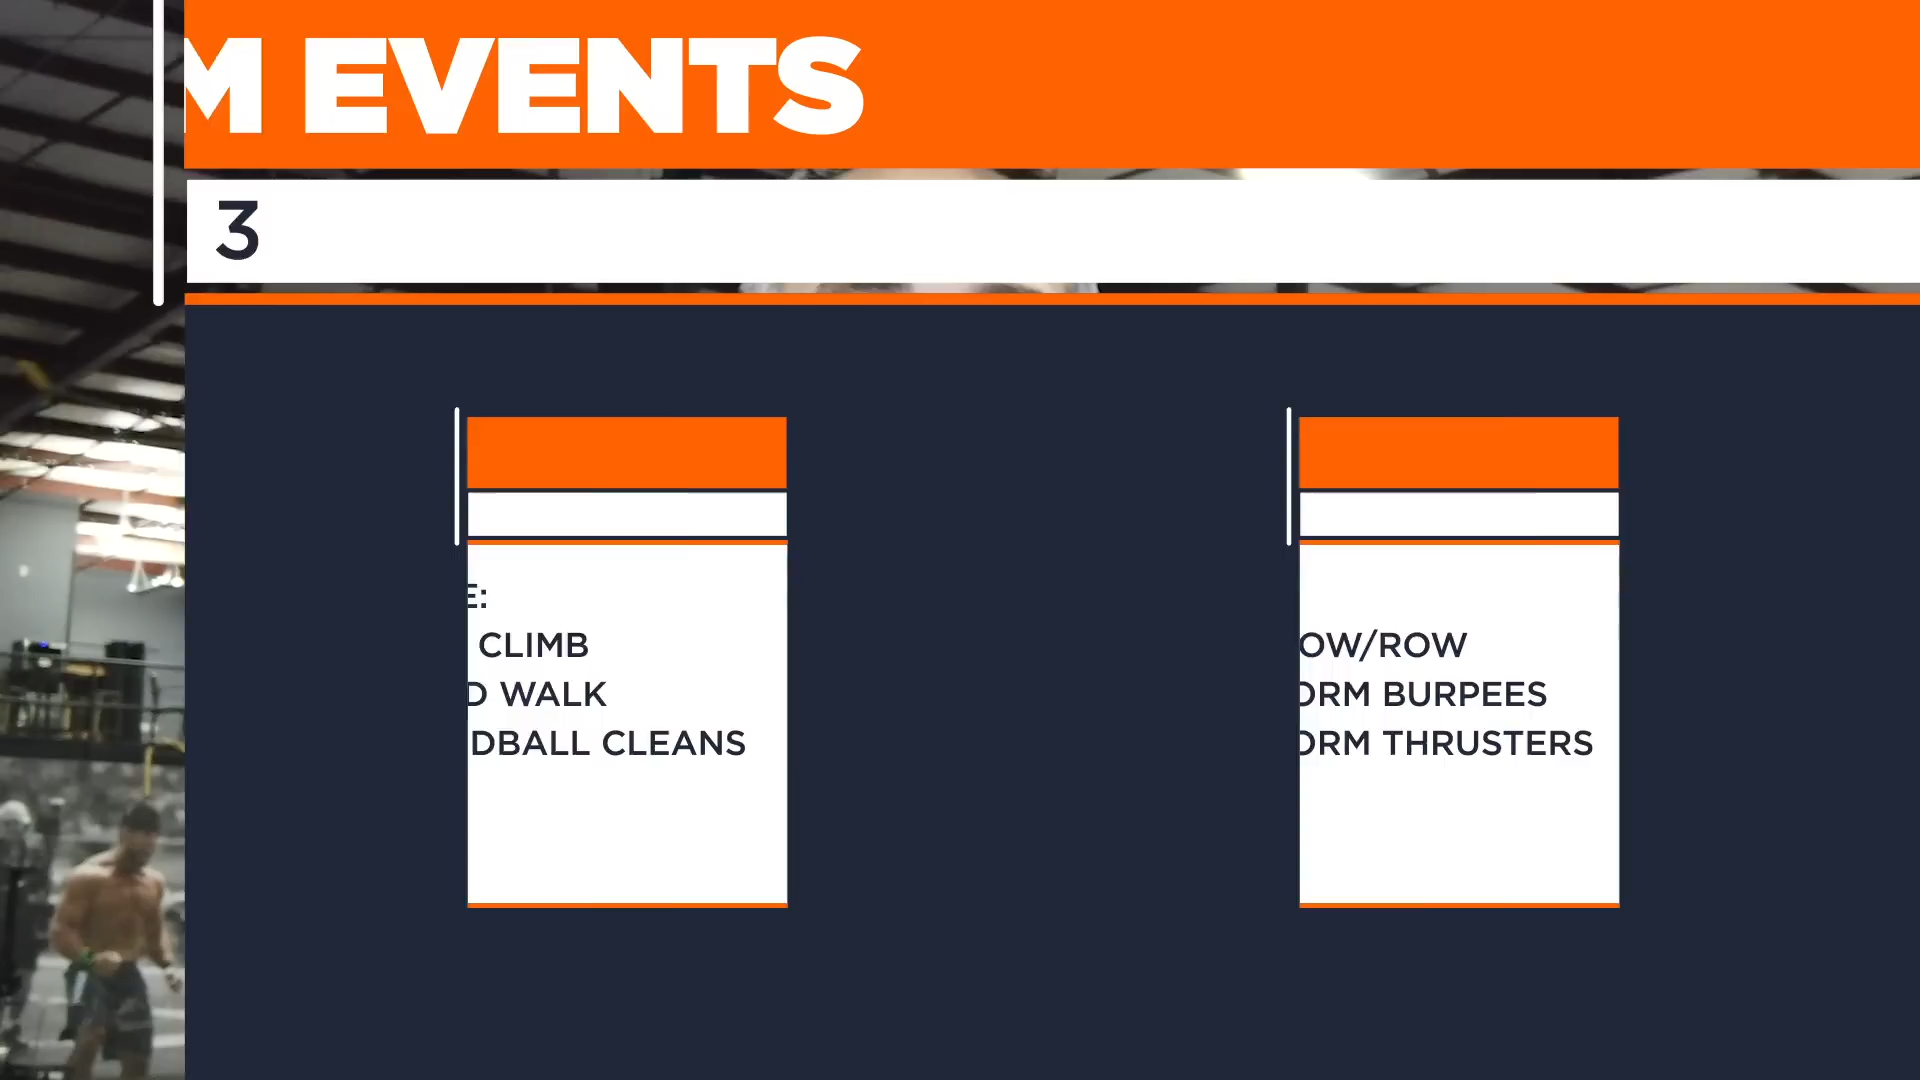 M EVENTS
3
E:
CLIMB
D WALK
DBALL CLEANS
OW/ROW
ORM BURPEES
ORM THRUSTERS